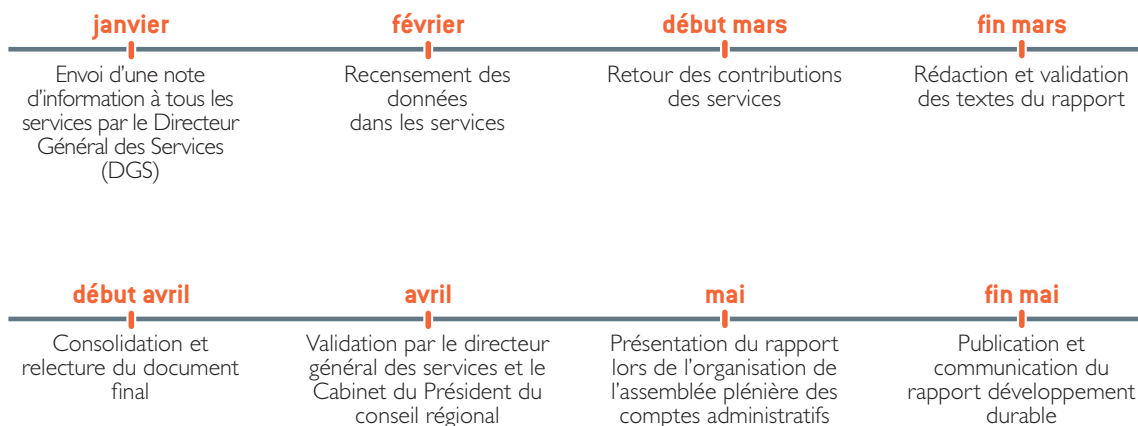 janvier
Envoi d'une note
d'information à tous les
services par le Directeur
Général des Services
(DGS)
février
Recensement des
données
dans les services
début mars
Retour des contributions
des services
fin mars
Rédaction et validation
des textes du rapport
début avril
Consolidation et
relecture du document
final
avril
Validation par le directeur
général des services et le
Cabinet du Président du
conseil régional
mai
Présentation du rapport
lors de l'organisation de
l'assemblée plénière des
comptes administratifs
fin mai
Publication et
communication du
rapport développement
durable